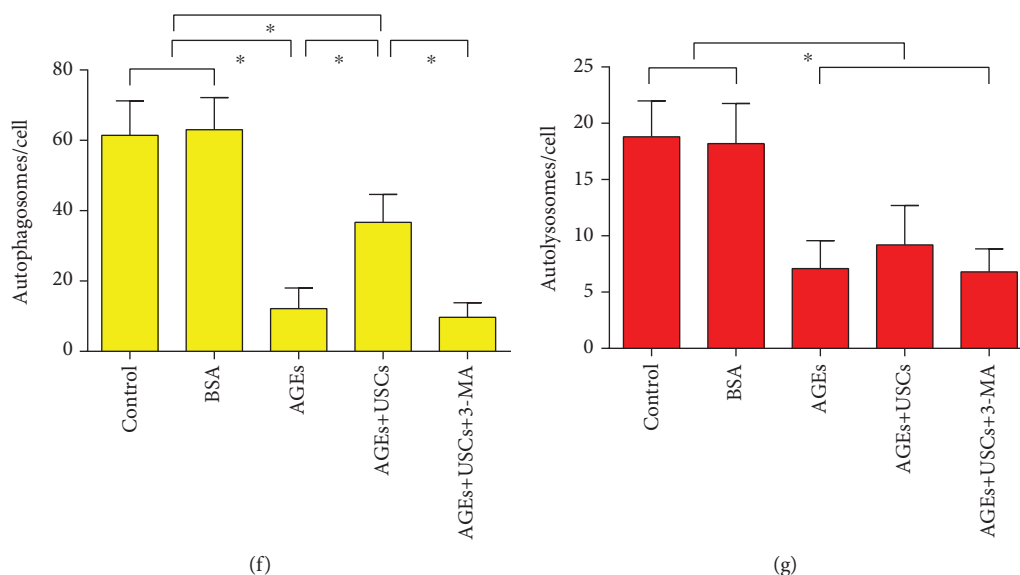 *
*
*
*
80
60
40
20
0
Autophagosomes/cell
Control
BSA
AGEs
AGEs+USCs
AGEs+USCs+3-MA
(f)
*
25
20
15
10
5
0
Autolysosomes/cell
Control
BSA
AGEs
AGEs+USCs
AGEs+USCs+3-MA
(g)